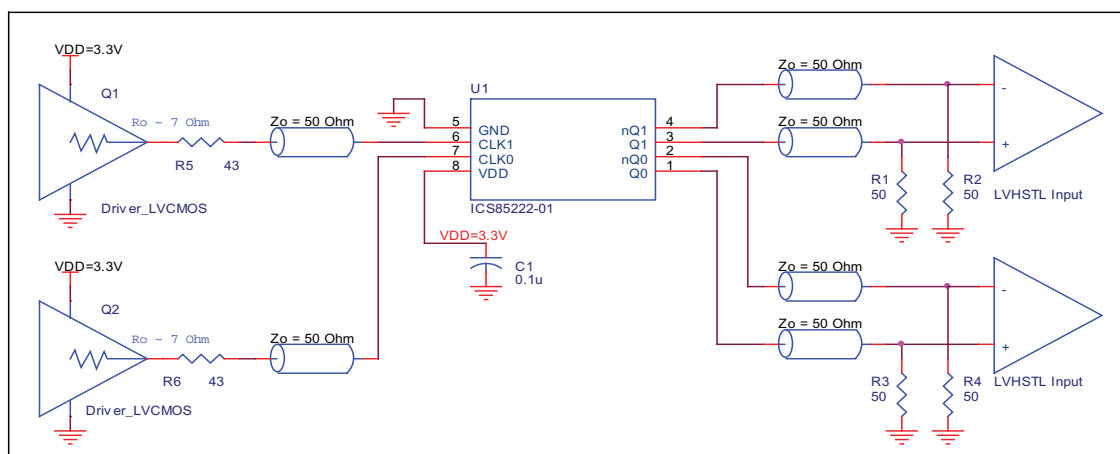 VDD=3.3V
Q1
Ro ~ 7 Ohm
R5 43
Driver_LVCMOS
Zo = 50 Ohm
VDD=3.3V
Q2
Ro ~ 7 Ohm
R6 43
Driver_LVCMOS
Zo = 50 Ohm
U1
5 GND
6 CLK1
7 CLK0
8 VDD
nQ1 4
Q1 3
nQ0 2
Q0 1
ICS85222-01
VDD=3.3V
C1
0.1u
Zo = 50 Ohm
Zo = 50 Ohm
-
+
R1
50
R2
50
LVHSTL Input
Zo = 50 Ohm
Zo = 50 Ohm
-
+
R3
50
R4
50
LVHSTL Input